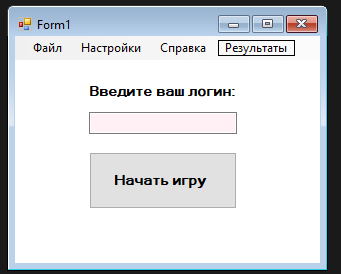 Form1
Файл Настройки Справка Результаты
Введите ваш логин:
Начать игру